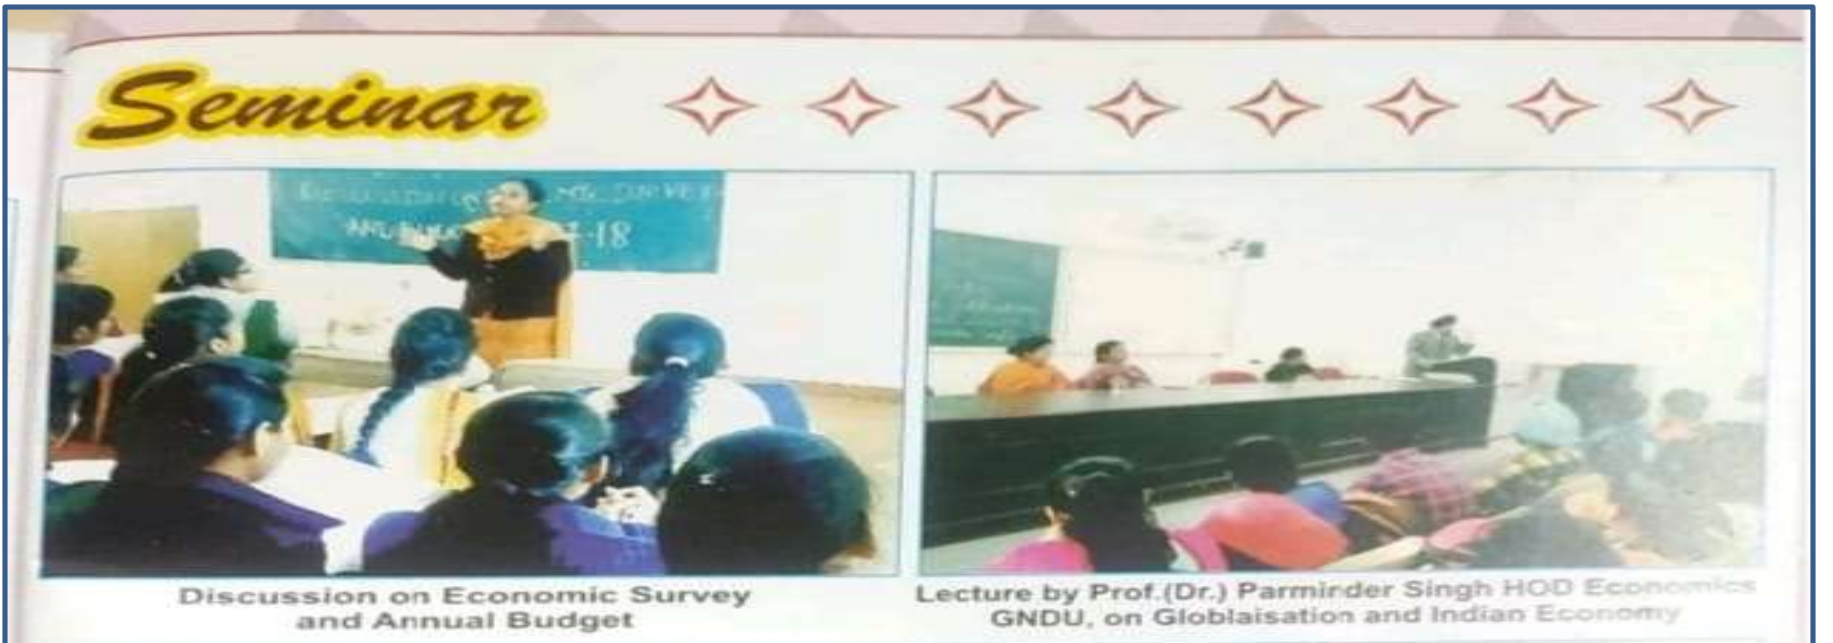 Seminar
-18
Discussion on Economic Survey
and Annual Budget
Lecture by Prof.(Dr.) Parminder Singh HOD Economics
GNDU, on Globlaisation and Indian Economy